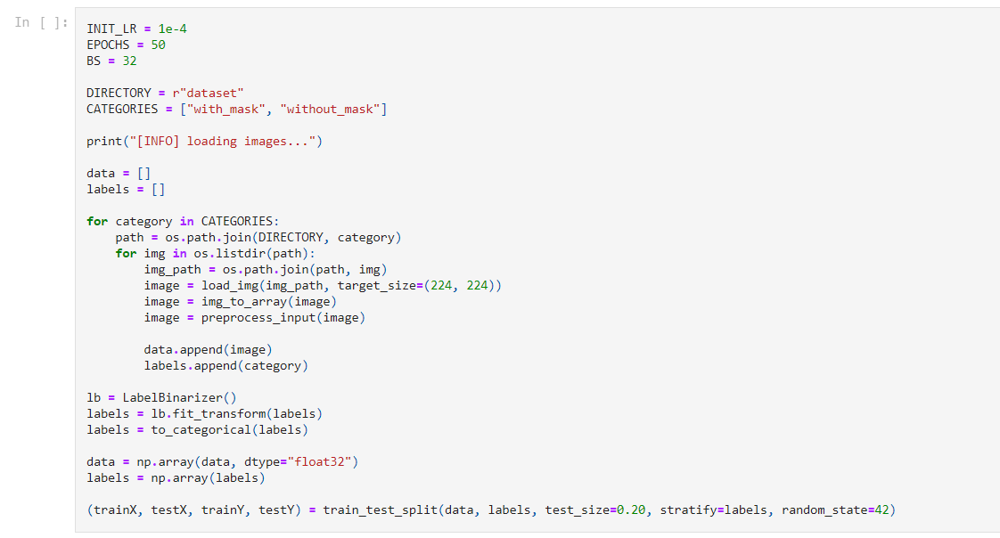 In [ ]:
INIT_LR = 1e-4
EPOCHS = 50
BS = 32

DIRECTORY = r"dataset"
CATEGORIES = ["with_mask", "without_mask"]

print("[INFO] loading images...")

data = []
labels = []

for category in CATEGORIES:
    path = os.path.join(DIRECTORY, category)
    for img in os.listdir(path):
        img_path = os.path.join(path, img)
        image = load_img(img_path, target_size=(224, 224))
        image = img_to_array(image)
        image = preprocess_input(image)

        data.append(image)
        labels.append(category)

lb = LabelBinarizer()
labels = lb.fit_transform(labels)
labels = to_categorical(labels)

data = np.array(data, dtype="float32")
labels = np.array(labels)

(trainX, testX, trainY, testY) = train_test_split(data, labels, test_size=0.20, stratify=labels, random_state=42)